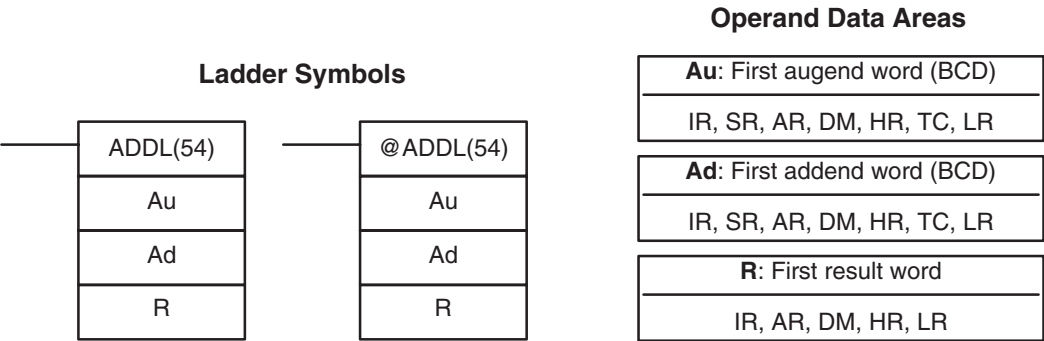 Ladder Symbols
ADDL(54)
Au
Ad
R
@ADDL(54)
Au
Ad
R
Operand Data Areas
Au: First augend word (BCD)
IR, SR, AR, DM, HR, TC, LR
Ad: First addend word (BCD)
IR, SR, AR, DM, HR, TC, LR
R: First result word
IR, AR, DM, HR, LR